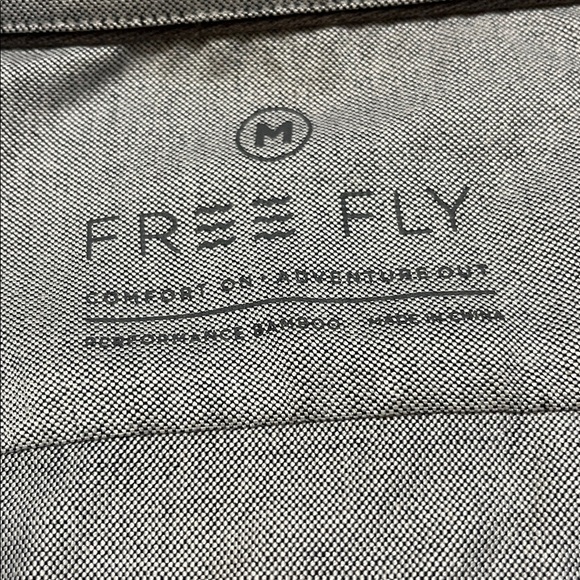 M
FREE FLY
COMFORT ON · ADVENTURE OUT
PERFORMANCE BAMBOO · MADE IN CHINA